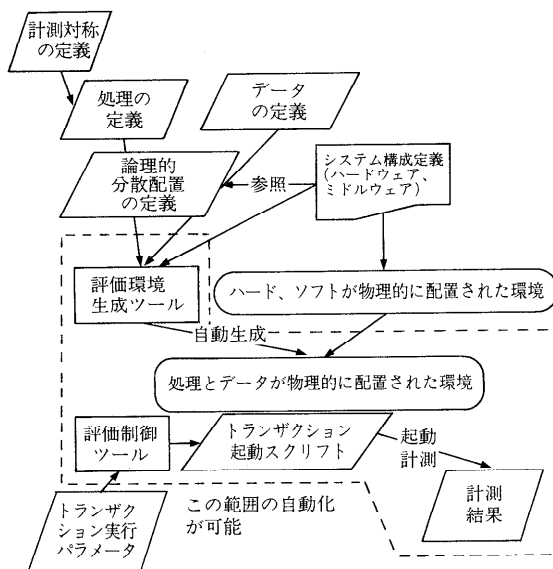 計測対称
の定義
処理の
定義
データ
の定義
論理的
分散配置
の定義
参照
システム構成定義
(ハードウェア、
ミドルウェア)
評価環境
生成ツール
ハード、ソフトが物理的に配置された環境
自動生成
処理とデータが物理的に配置された環境
評価制御
ツール
トランザクション
起動スクリフト
起動
計測
計測
結果
トランザク
ション実行
パラメータ
この範囲の自動化
が可能